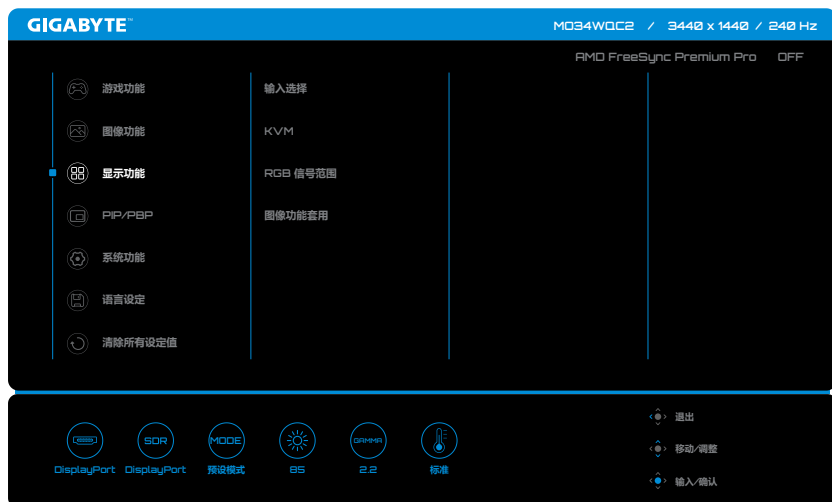 GIGABYTE™
MO34WQC2 / 3440 x 1440 / 240 Hz
AMD FreeSync Premium Pro OFF
游戏功能
图像功能
显示功能
PIP/PBP
系统功能
语言设定
清除所有设定值
输入选择
KVM
RGB 信号范围
图像功能套用
SDR
MODE
GAMMA
DisplayPort
DisplayPort
预设模式
85
2.2
标准
退出
移动/调整
输入/确认